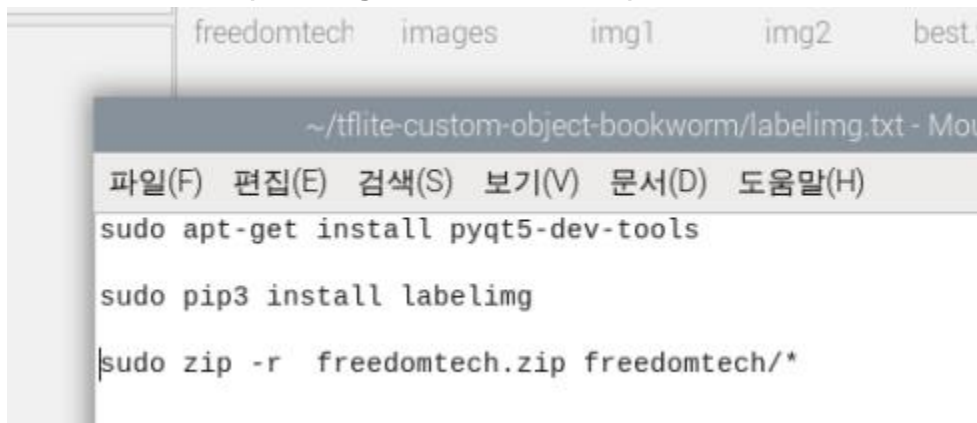 freedomtech images img1 img2 best.
~/tflite-custom-object-bookworm/labelimg.txt - Mou
파일(F) 편집(E) 검색(S) 보기(V) 문서(D) 도움말(H)
sudo apt-get install pyqt5-dev-tools
sudo pip3 install labelimg
sudo zip -r  freedomtech.zip freedomtech/*